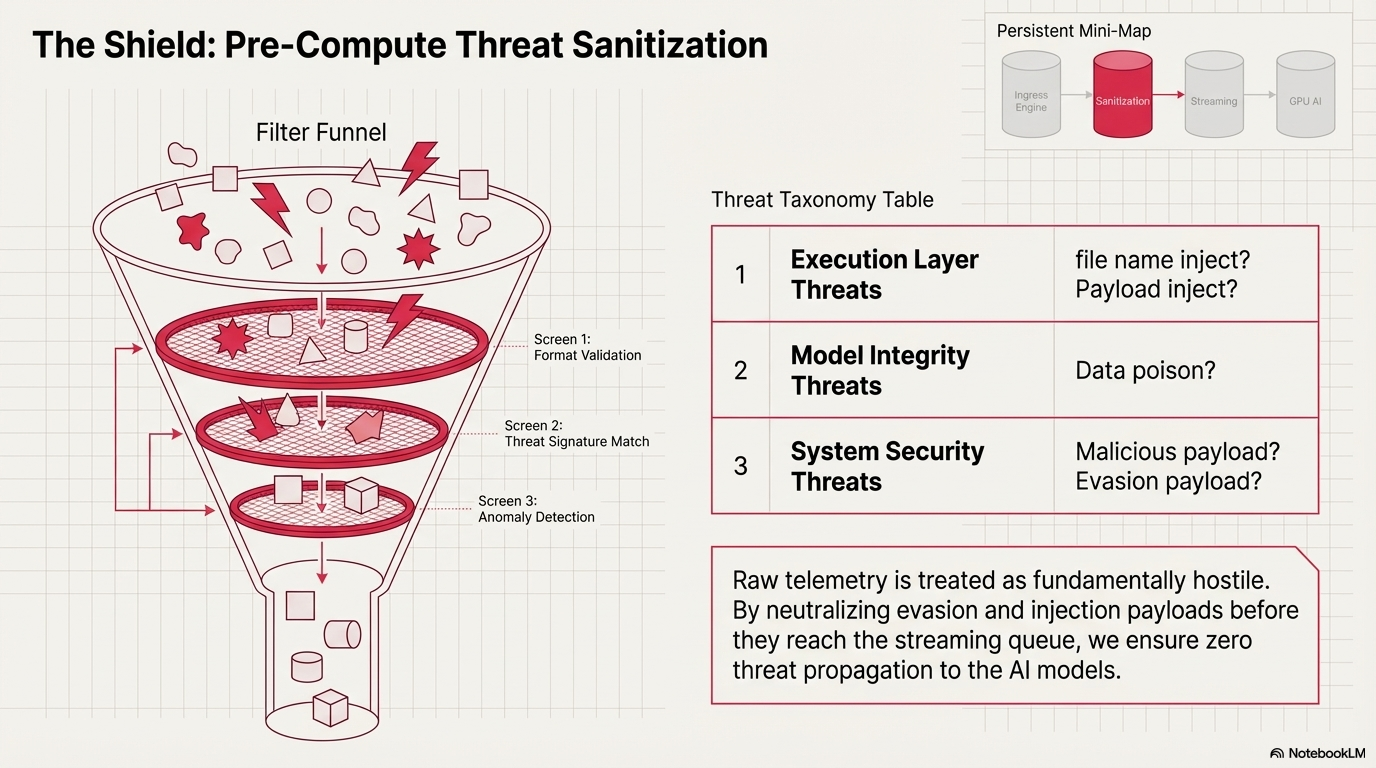 The Shield: Pre-Compute Threat Sanitization
Persistent Mini-Map
Ingress
Engine
Sanitization
Streaming
GPU AI
Filter Funnel
Screen 1:
Format Validation
Screen 2:
Threat Signature Match
Screen 3:
Anomaly Detection
Threat Taxonomy Table
1
Execution Layer
Threats
file name inject?
Payload inject?
2
Model Integrity
Threats
Data poison?
3
System Security
Threats
Malicious payload?
Evasion payload?
Raw telemetry is treated as fundamentally hostile.
By neutralizing evasion and injection payloads before
they reach the streaming queue, we ensure zero
threat propagation to the AI models.
NotebookLM